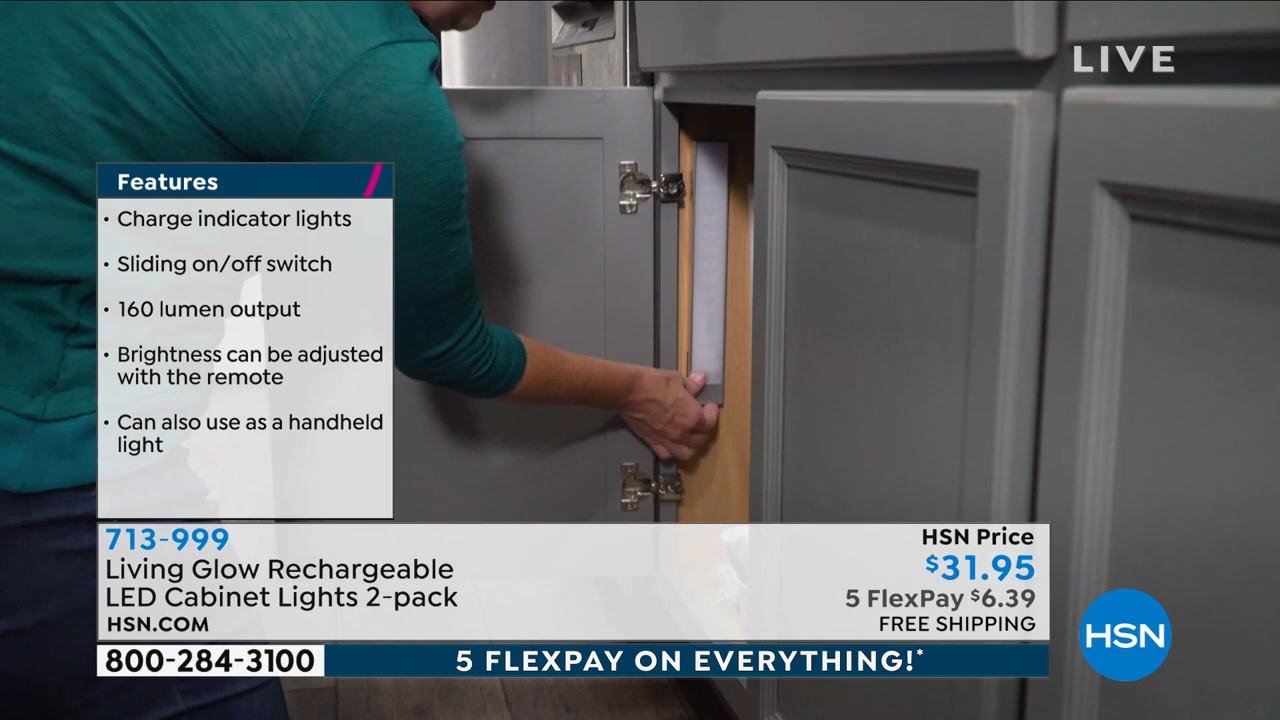 LIVE
Features
• Charge indicator lights
• Sliding on/off switch
• 160 lumen output
• Brightness can be adjusted
with the remote
• Can also use as a handheld
light
713-999
Living Glow Rechargeable
LED Cabinet Lights 2-pack
HSN.COM
HSN Price
$31.95
5 FlexPay $6.39
FREE SHIPPING
800-284-3100
5 FLEXPAY ON EVERYTHING!*
HSN